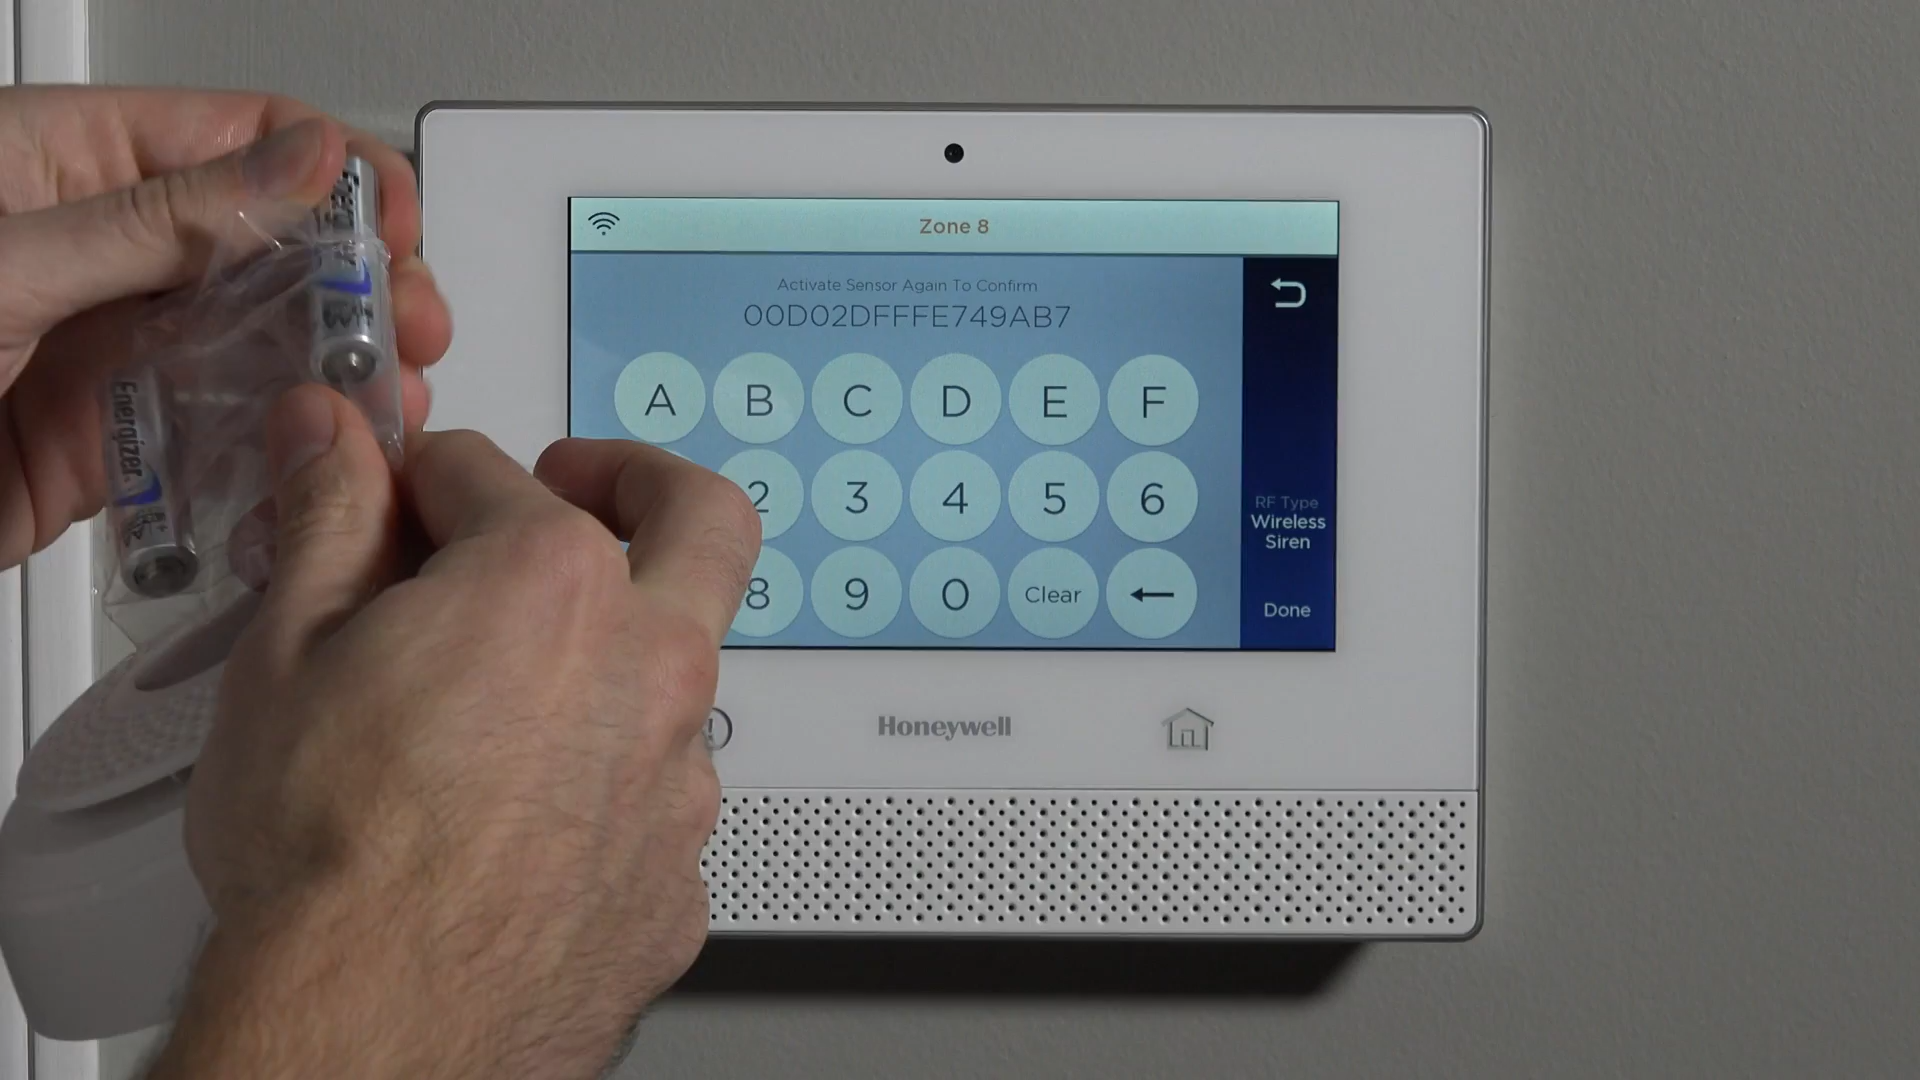 Zone 8
Activate Sensor Again To Confirm
00D02DFFFE749AB7
A B C D E F
2 3 4 5 6
8 9 0 Clear
RF Type
Wireless
Siren
Done
Honeywell
Energizer